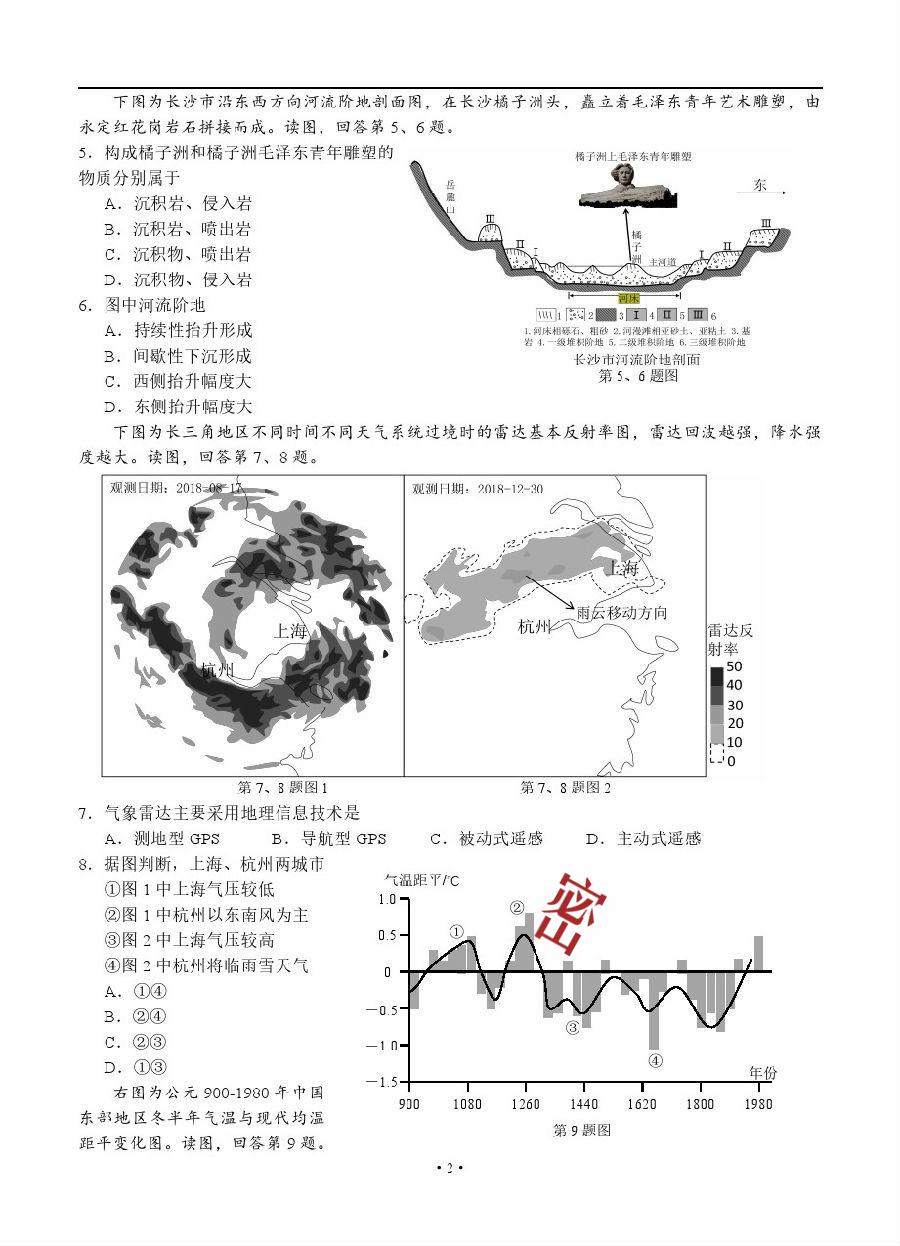 下图为长沙市沿东西方向河流阶地剖面图，在长沙橘子洲头，矗立着毛泽东青年艺术雕塑，由
永定红花岗岩石拼接而成。读图，回答第 5、6 题。
5．构成橘子洲和橘子洲毛泽东青年雕塑的
物质分别属于
A．沉积岩、侵入岩
B．沉积岩、喷出岩
C．沉积物、喷出岩
D．沉积物、侵入岩
6．图中河流阶地
A．持续性抬升形成
B．间歇性下沉形成
C．西侧抬升幅度大
D．东侧抬升幅度大
橘子洲上毛泽东青年雕塑
岳麓山
东
Ⅲ
Ⅱ
Ⅰ
橘子洲
主河道
Ⅰ
Ⅱ
Ⅲ
河床
1 2 3 Ⅰ 4 Ⅱ 5 Ⅲ 6
1.河床相砾石、粗砂 2.河漫滩相亚砂土、亚粘土 3.基
岩 4.一级堆积阶地 5.二级堆积阶地 6.三级堆积阶地
长沙市河流阶地剖面
第 5、6 题图
下图为长三角地区不同时间不同天气系统过境时的雷达基本反射率图，雷达回波越强，降水强
度越大。读图，回答第 7、8 题。
观测日期：2018-08-17
上海
杭州
观测日期：2018-12-30
上海
雨云移动方向
杭州
雷达反
射率
50
40
30
20
10
0
第 7、8 题图 1
第 7、8 题图 2
7．气象雷达主要采用地理信息技术是
A．测地型 GPS B．导航型 GPS C．被动式遥感 D．主动式遥感
8．据图判断，上海、杭州两城市
①图 1 中上海气压较低
②图 1 中杭州以东南风为主
③图 2 中上海气压较高
④图 2 中杭州将临雨雪天气
A．①④
B．②④
C．②③
D．①③
右图为公元 900-1980 年中国
东部地区冬半年气温与现代均温
距平变化图。读图，回答第 9 题。
气温距平/℃
密
1.0
0.5
0
-0.5
-1.0
-1.5
①
②
③
④
年份
900 1080 1260 1440 1620 1800 1980
第 9 题图
· 2 ·